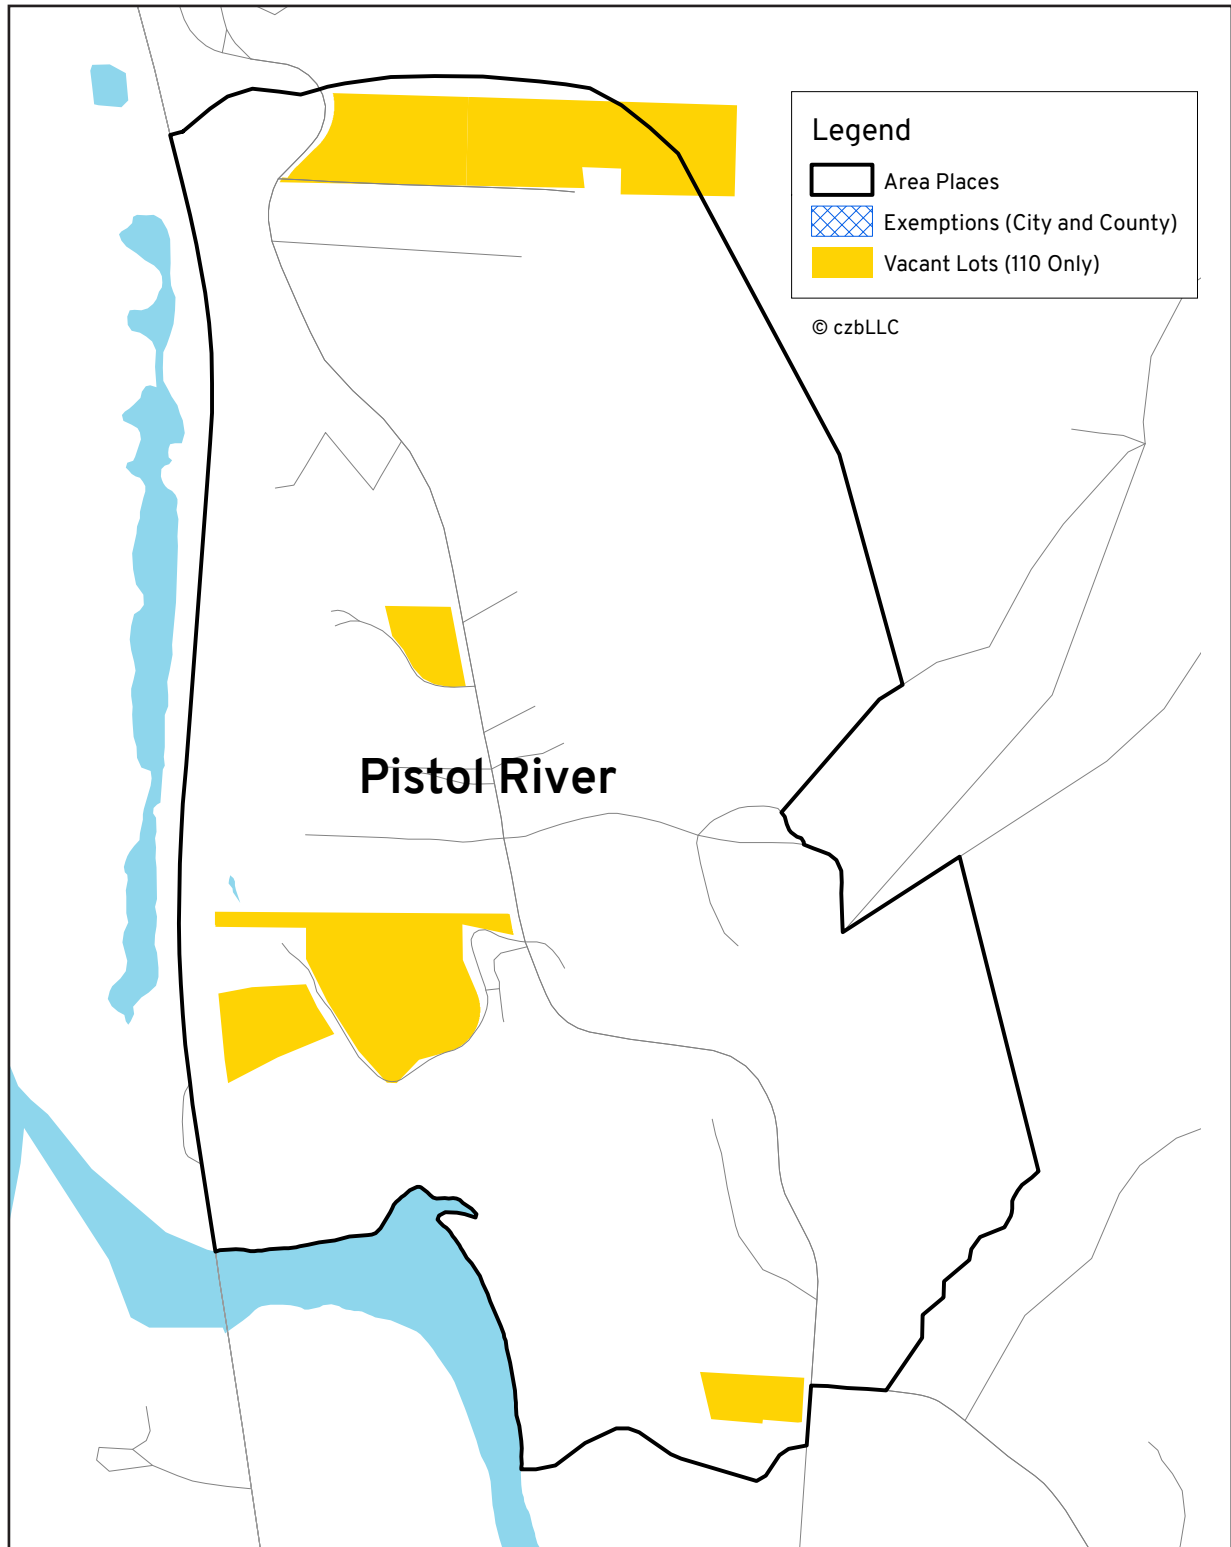 Legend
Area Places
Exemptions (City and County)
Vacant Lots (110 Only)
© czbLLC
Pistol River